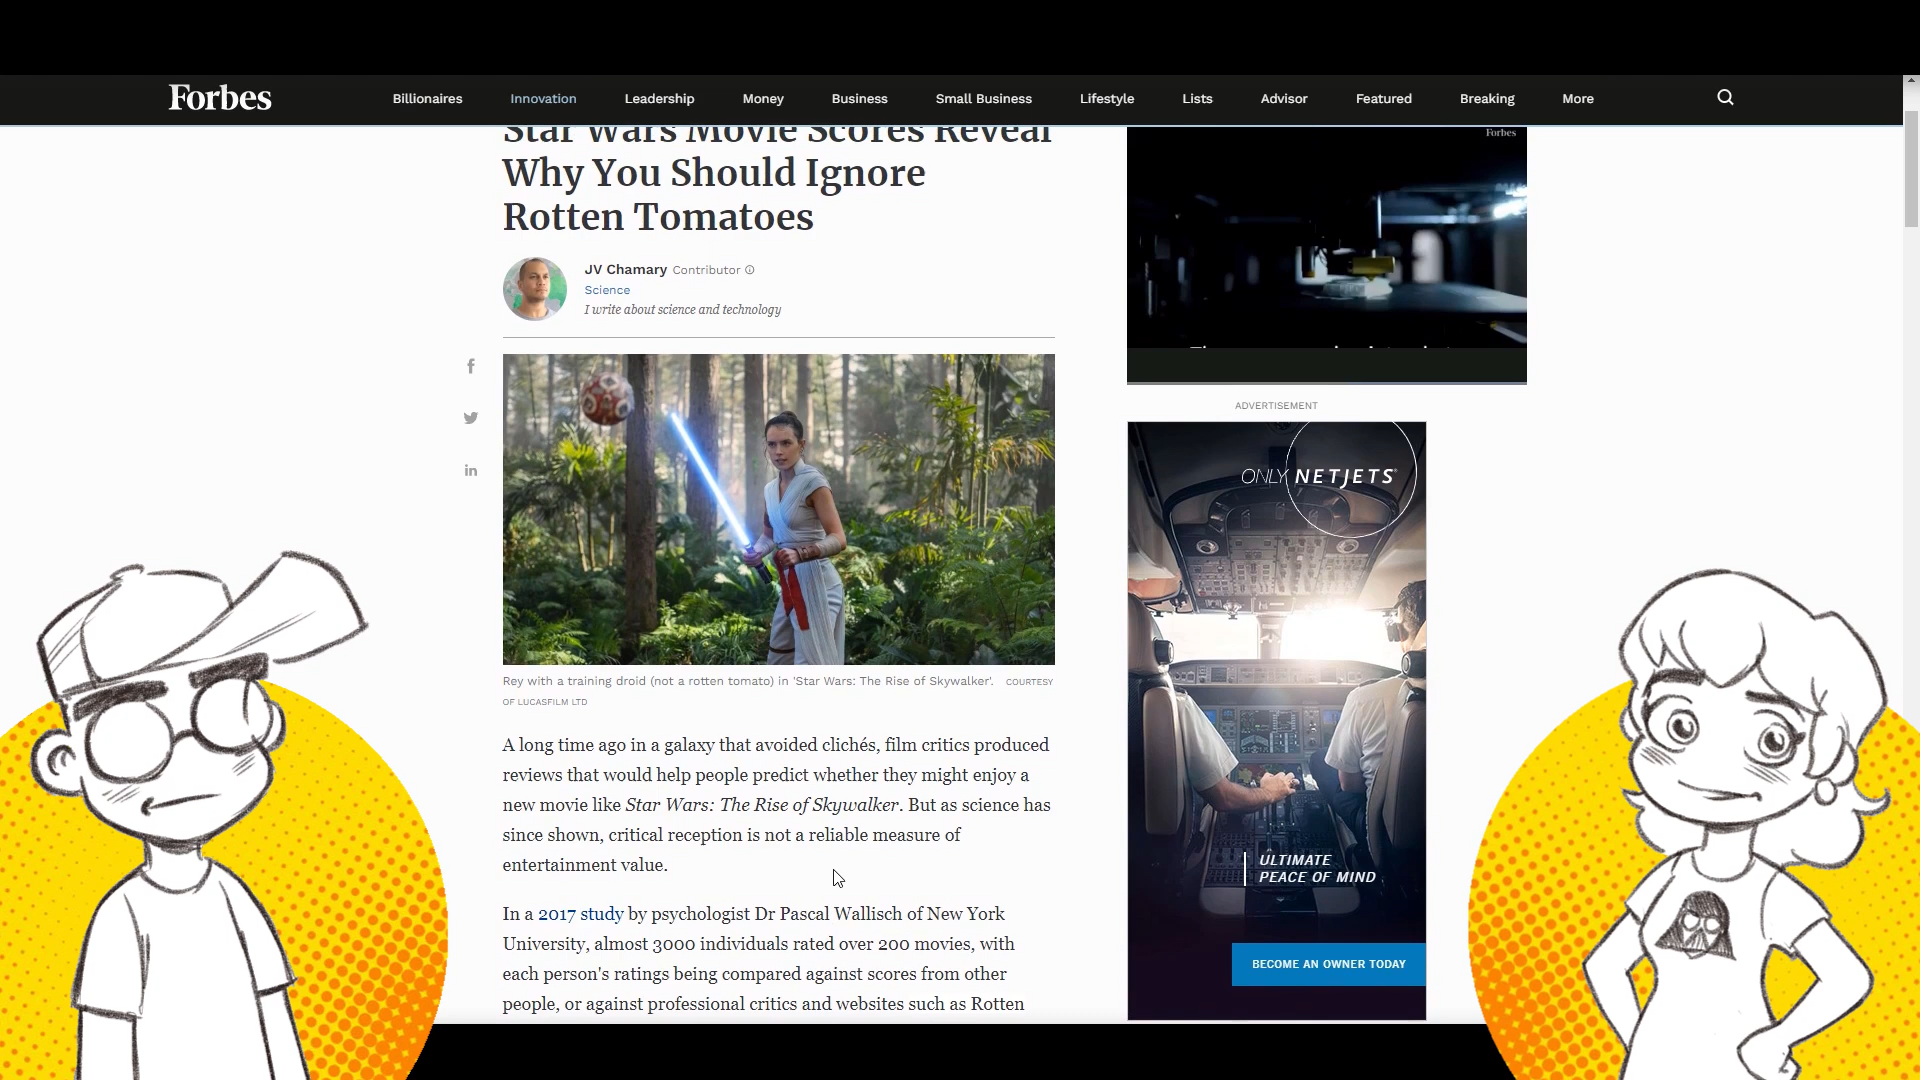 Forbes
Billionaires Innovation Leadership Money Business Small Business Lifestyle Lists Advisor Featured Breaking More
Star Wars Movie Scores Reveal
Why You Should Ignore
Rotten Tomatoes
JV Chamary Contributor
Science
I write about science and technology
f
in
Rey with a training droid (not a rotten tomato) in 'Star Wars: The Rise of Skywalker'. COURTESY
OF LUCASFILM LTD
A long time ago in a galaxy that avoided clichés, film critics produced
reviews that would help people predict whether they might enjoy a
new movie like Star Wars: The Rise of Skywalker. But as science has
since shown, critical reception is not a reliable measure of
entertainment value.
In a 2017 study by psychologist Dr Pascal Wallisch of New York
University, almost 3000 individuals rated over 200 movies, with
each person's ratings being compared against scores from other
people, or against professional critics and websites such as Rotten
Forbes
ADVERTISEMENT
ONLY NETJETS
ULTIMATE
PEACE OF MIND
BECOME AN OWNER TODAY